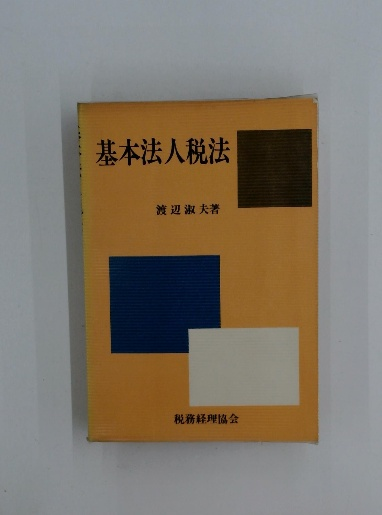 基本法人税法
渡辺淑夫著
税務経理協会